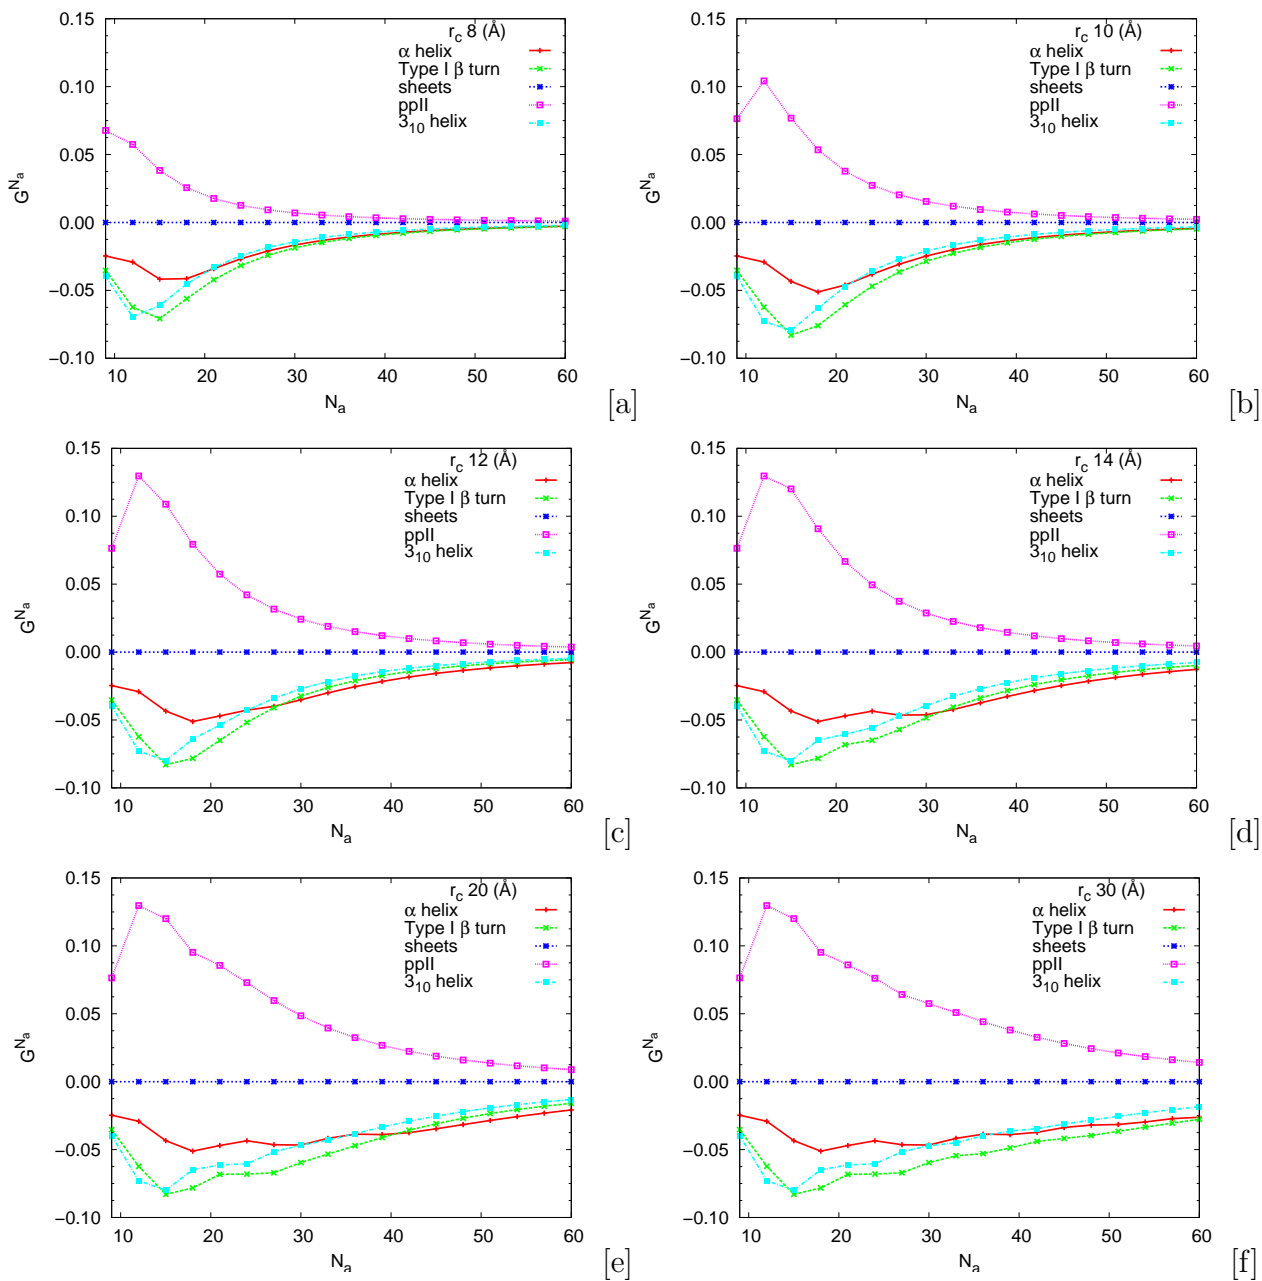 0.15
0.10
0.05
0.00
−0.05
−0.10
G^Na
r_c 8 (Å)
α helix
Type I β turn
sheets
ppII
3_10 helix
10 20 30 40 50 60
N_a
[a]
0.15
0.10
0.05
0.00
−0.05
−0.10
G^Na
r_c 10 (Å)
α helix
Type I β turn
sheets
ppII
3_10 helix
10 20 30 40 50 60
N_a
[b]
0.15
0.10
0.05
0.00
−0.05
−0.10
G^Na
r_c 12 (Å)
α helix
Type I β turn
sheets
ppII
3_10 helix
10 20 30 40 50 60
N_a
[c]
0.15
0.10
0.05
0.00
−0.05
−0.10
G^Na
r_c 14 (Å)
α helix
Type I β turn
sheets
ppII
3_10 helix
10 20 30 40 50 60
N_a
[d]
0.15
0.10
0.05
0.00
−0.05
−0.10
G^Na
r_c 20 (Å)
α helix
Type I β turn
sheets
ppII
3_10 helix
10 20 30 40 50 60
N_a
[e]
0.15
0.10
0.05
0.00
−0.05
−0.10
G^Na
r_c 30 (Å)
α helix
Type I β turn
sheets
ppII
3_10 helix
10 20 30 40 50 60
N_a
[f]